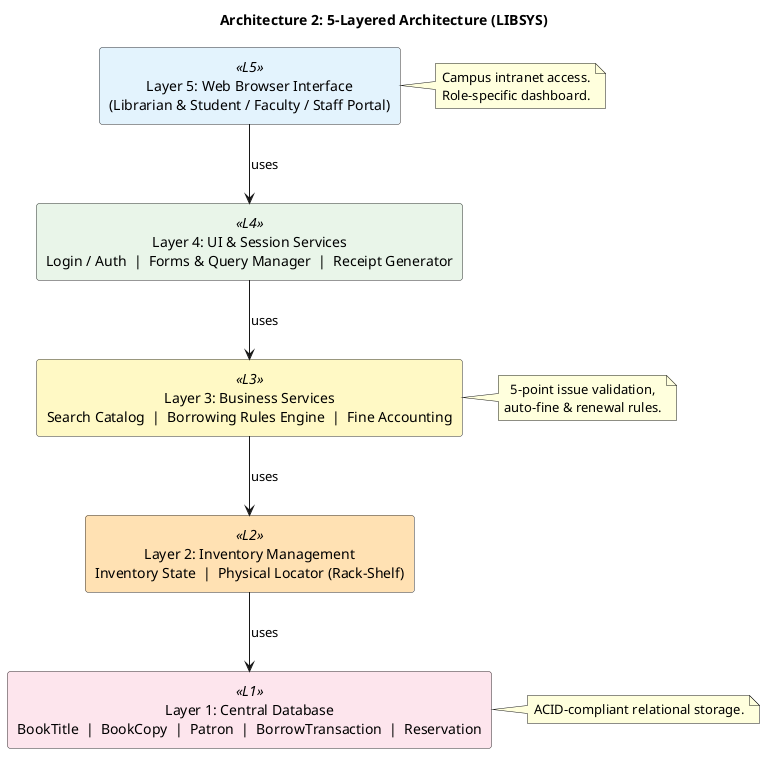 Architecture 2: 5-Layered Architecture (LIBSYS)
«L5»
Layer 5: Web Browser Interface
(Librarian & Student / Faculty / Staff Portal)
Campus intranet access.
Role-specific dashboard.
uses
«L4»
Layer 4: UI & Session Services
Login / Auth | Forms & Query Manager | Receipt Generator
uses
«L3»
Layer 3: Business Services
Search Catalog | Borrowing Rules Engine | Fine Accounting
5-point issue validation,
auto-fine & renewal rules.
uses
«L2»
Layer 2: Inventory Management
Inventory State | Physical Locator (Rack-Shelf)
uses
«L1»
Layer 1: Central Database
BookTitle | BookCopy | Patron | BorrowTransaction | Reservation
ACID-compliant relational storage.